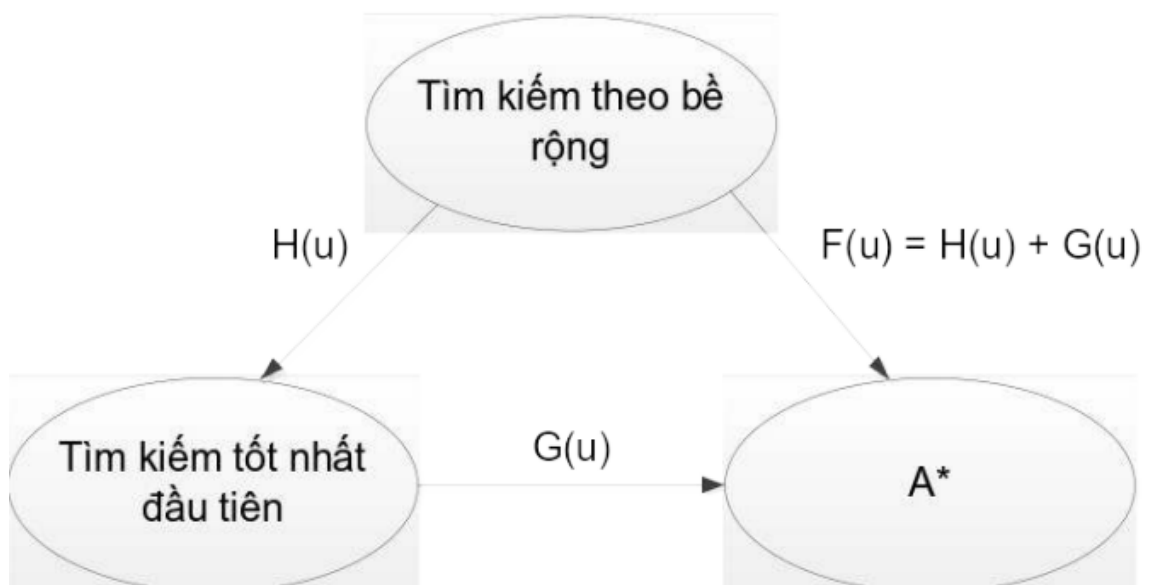 Tìm kiếm theo bề
rộng
H(u)
F(u) = H(u) + G(u)
Tìm kiếm tốt nhất
đầu tiên
G(u)
A*